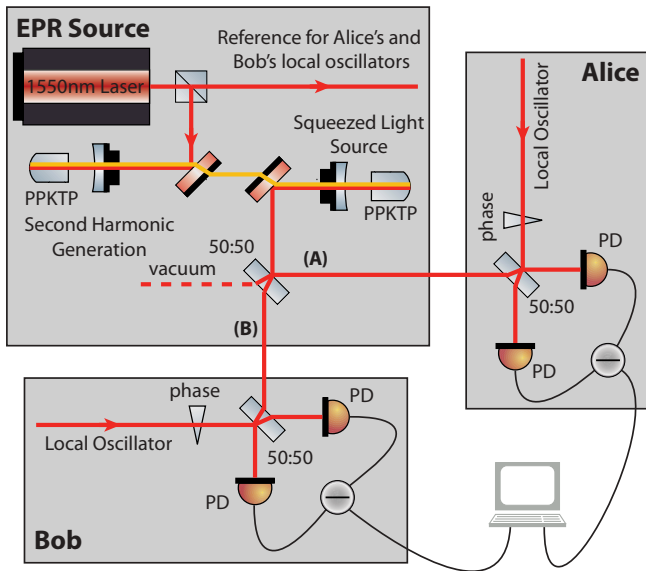 EPR Source
1550nm Laser
Reference for Alice's and
Bob's local oscillators
Squeezed Light
Source
PPKTP
PPKTP
Second Harmonic
Generation
50:50
vacuum
(A)
(B)
Alice
Local Oscillator
phase
PD
50:50
PD
phase
Local Oscillator
PD
50:50
PD
Bob